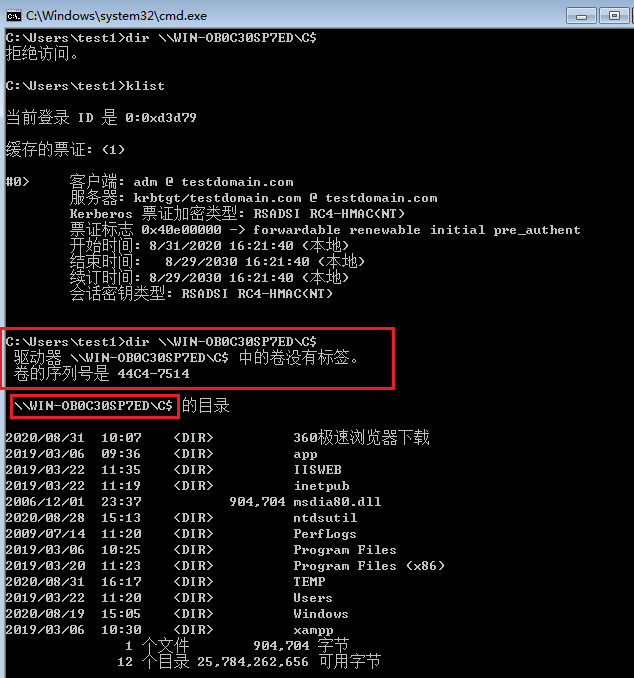 C:\Windows\system32\cmd.exe
C:\Users\test1>dir \\WIN-OB0C30SP7ED\C$
拒绝访问。
C:\Users\test1>klist
当前登录 ID 是 0:0xd3d79
缓存的票证: (1)
#0> 客户端: adm @ testdomain.com
服务器: krbtgt/testdomain.com @ testdomain.com
Kerberos 票证加密类型: RSADSI RC4-HMAC(NT)
票证标志 0x40e00000 -> forwardable renewable initial pre_authent
开始时间: 8/31/2020 16:21:40 (本地)
结束时间: 8/29/2030 16:21:40 (本地)
续订时间: 8/29/2030 16:21:40 (本地)
会话密钥类型: RSADSI RC4-HMAC(NT)
C:\Users\test1>dir \\WIN-OB0C30SP7ED\C$
驱动器 \\WIN-OB0C30SP7ED\C$ 中的卷没有标签。
卷的序列号是 44C4-7514
\\WIN-OB0C30SP7ED\C$ 的目录
2020/08/31 10:07 <DIR> 360极速浏览器下载
2019/03/06 09:36 <DIR> app
2019/03/22 11:35 <DIR> IISWEB
2019/03/22 11:19 <DIR> inetpub
2006/12/01 23:37 904,704 msdia80.dll
2020/08/28 15:13 <DIR> ntdsutil
2009/07/14 11:20 <DIR> PerfLogs
2019/03/06 10:25 <DIR> Program Files
2019/03/20 11:23 <DIR> Program Files (x86)
2020/08/31 16:17 <DIR> TEMP
2019/03/22 11:20 <DIR> Users
2020/08/19 15:05 <DIR> Windows
2019/03/06 10:30 <DIR> xampp
1 个文件 904,704 字节
12 个目录 25,784,262,656 可用字节